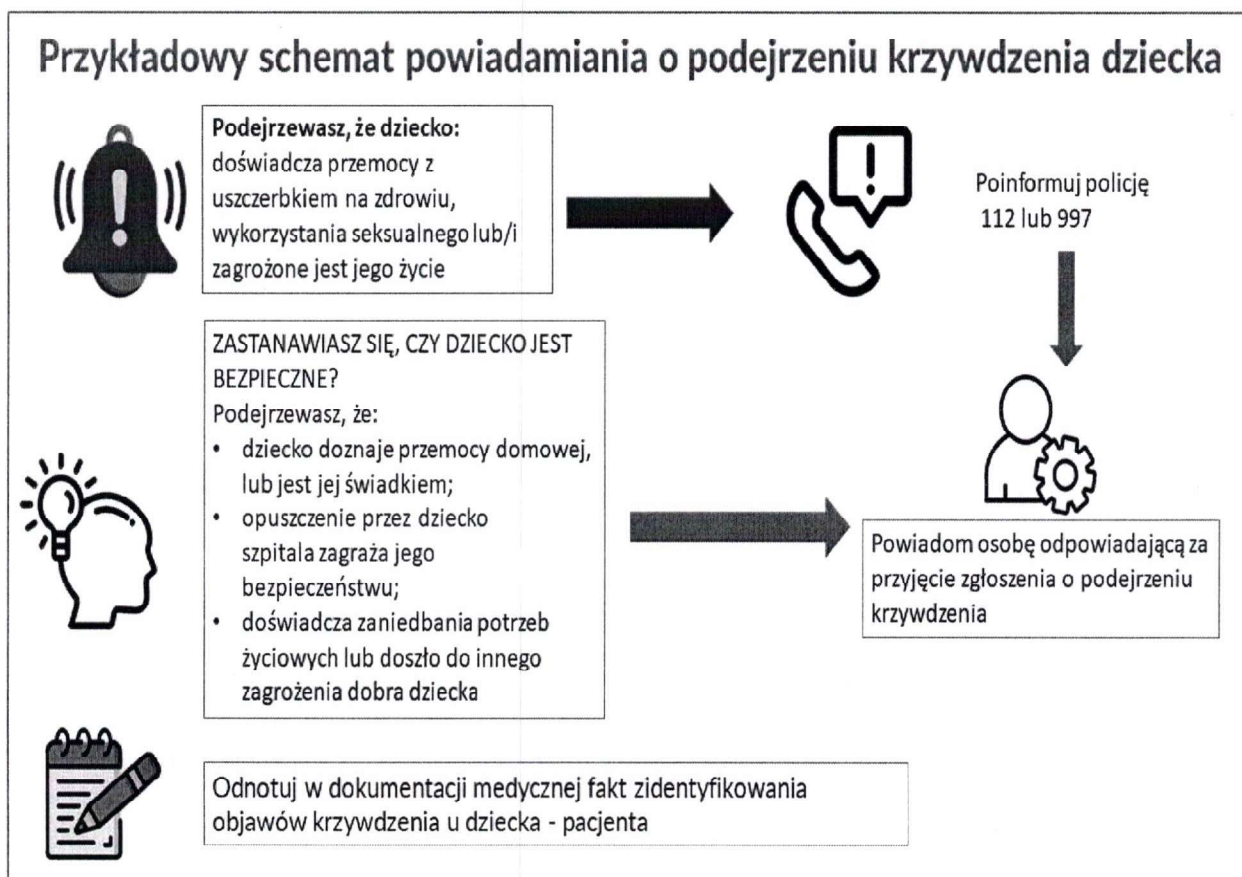 Przykładowy schemat powiadamiania o podejrzeniu krzywdzenia dziecka
Podejrzewasz, że dziecko:
doświadcza przemocy z
uszczerbkiem na zdrowiu,
wykorzystania seksualnego lub/i
zagrożone jest jego życie
Poinformuj policję
112 lub 997
ZASTANAWIASZ SIĘ, CZY DZIECKO JEST
BEZPIECZNE?
Podejrzewasz, że:
• dziecko doznaje przemocy domowej,
lub jest jej świadkiem;
• opuszczenie przez dziecko
szpitala zagraża jego
bezpieczeństwu;
• doświadcza zaniedbania potrzeb
życiowych lub doszło do innego
zagrożenia dobra dziecka
Powiadom osobę odpowiadającą za
przyjęcie zgłoszenia o podejrzeniu
krzywdzenia
Odnotuj w dokumentacji medycznej fakt zidentyfikowania
objawów krzywdzenia u dziecka - pacjenta